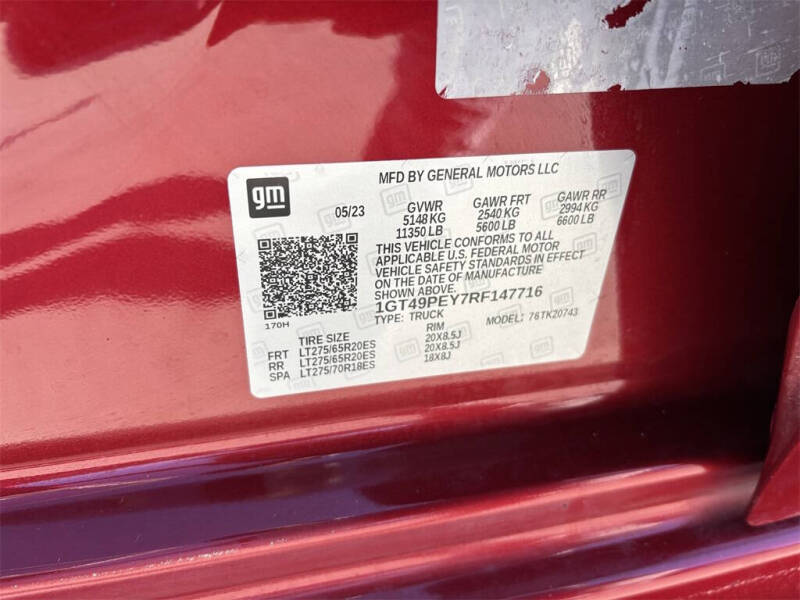 gm
MFD BY GENERAL MOTORS LLC
05/23
GVWR GAWR FRT GAWR RR
5148 KG 2540 KG 2994 KG
11350 LB 5600 LB 6600 LB
THIS VEHICLE CONFORMS TO ALL
APPLICABLE U.S. FEDERAL MOTOR
VEHICLE SAFETY STANDARDS IN EFFECT
ON THE DATE OF MANUFACTURE
SHOWN ABOVE.
1GT49PEY7RF147716
170H
TYPE: TRUCK MODEL: 76TK20743
TIRE SIZE RIM
FRT LT275/65R20ES 20X8.5J
RR LT275/65R20ES 20X8.5J
SPA LT275/70R18ES 18X8J